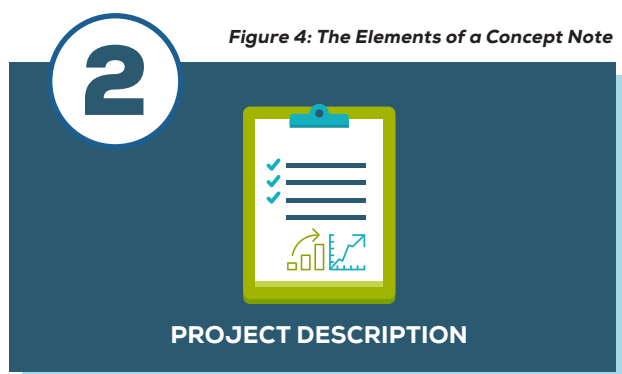 Figure 4: The Elements of a Concept Note
2
PROJECT DESCRIPTION